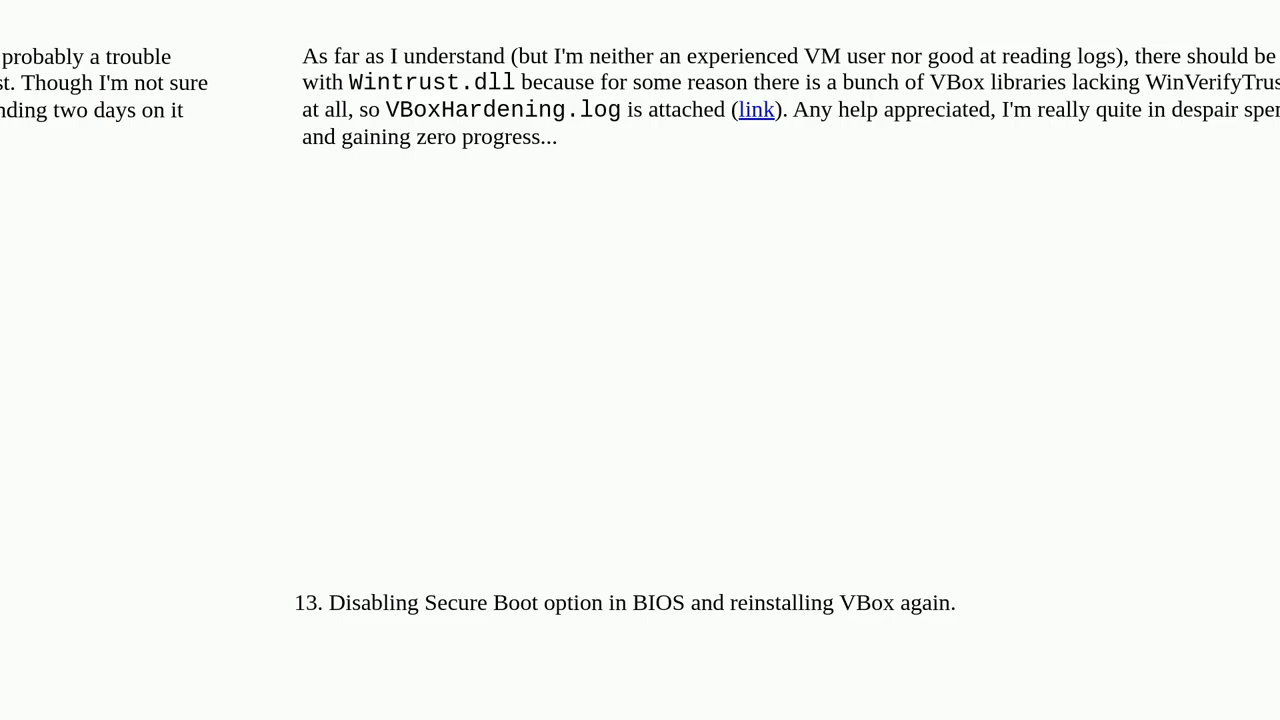 probably a trouble
st. Though I'm not sure
nding two days on it
As far as I understand (but I'm neither an experienced VM user nor good at reading logs), there should be
with Wintrust.dll because for some reason there is a bunch of VBox libraries lacking WinVerifyTrus
at all, so VBoxHardening.log is attached (link). Any help appreciated, I'm really quite in despair spen
and gaining zero progress...
13. Disabling Secure Boot option in BIOS and reinstalling VBox again.